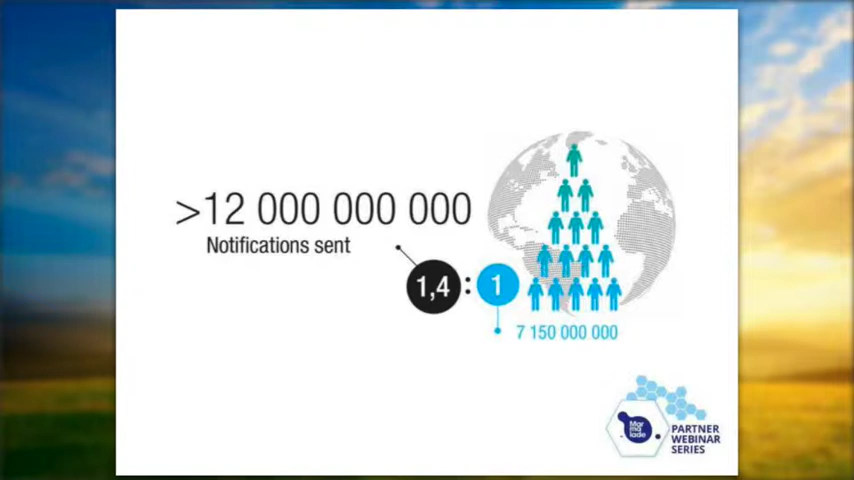 >12 000 000 000
Notifications sent
1,4 : 1
7 150 000 000
Mar
ma
lade
PARTNER
WEBINAR
SERIES